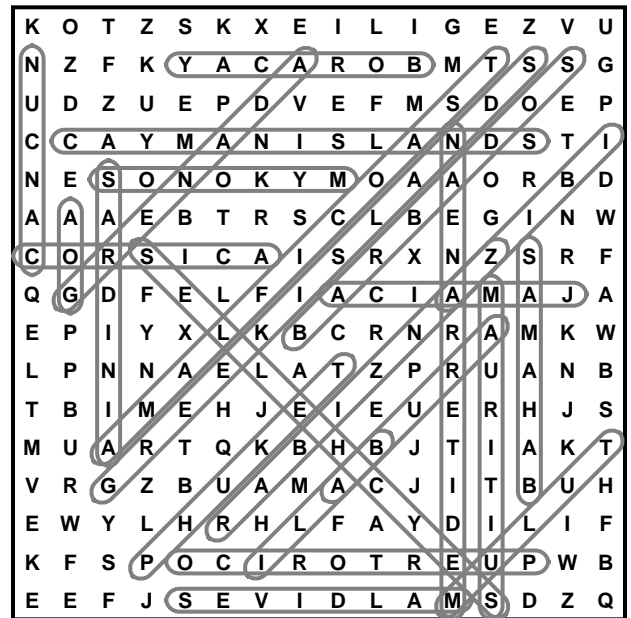 K O T Z S K X E I L I G E Z V U
N Z F K Y A C A R O B M T S S G
U D Z U E P D V E F M S D O E P
C C A Y M A N I S L A N D S T I
N E S O N O K Y M O A A O R B D
A A A E B T R S C L B E G I N W
C O R S I C A I S R X N Z S R F
Q G D F E L F I A C I A M A J A
E P I Y X L K B C R N R A M K W
L P N N A E L A T Z P R U A N B
T B I M E H J E I E U E R H J S
M U A R T Q K B H B J T I A K T
V R G Z B U A M A C J I T B U H
E W Y L H R H L F A Y D I L I F
K F S P O C I R O T R E U P W B
E E F J S E V I D L A M S D Z Q